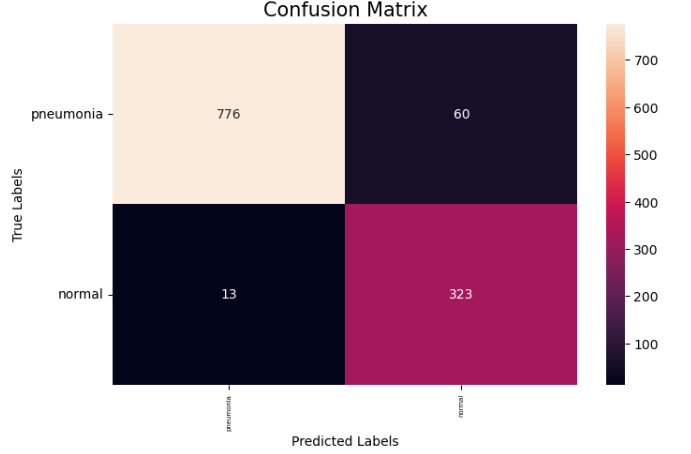 Confusion Matrix
pneumonia
776
60
normal
13
323
True Labels
pneumonia
normal
Predicted Labels
700
600
500
400
300
200
100